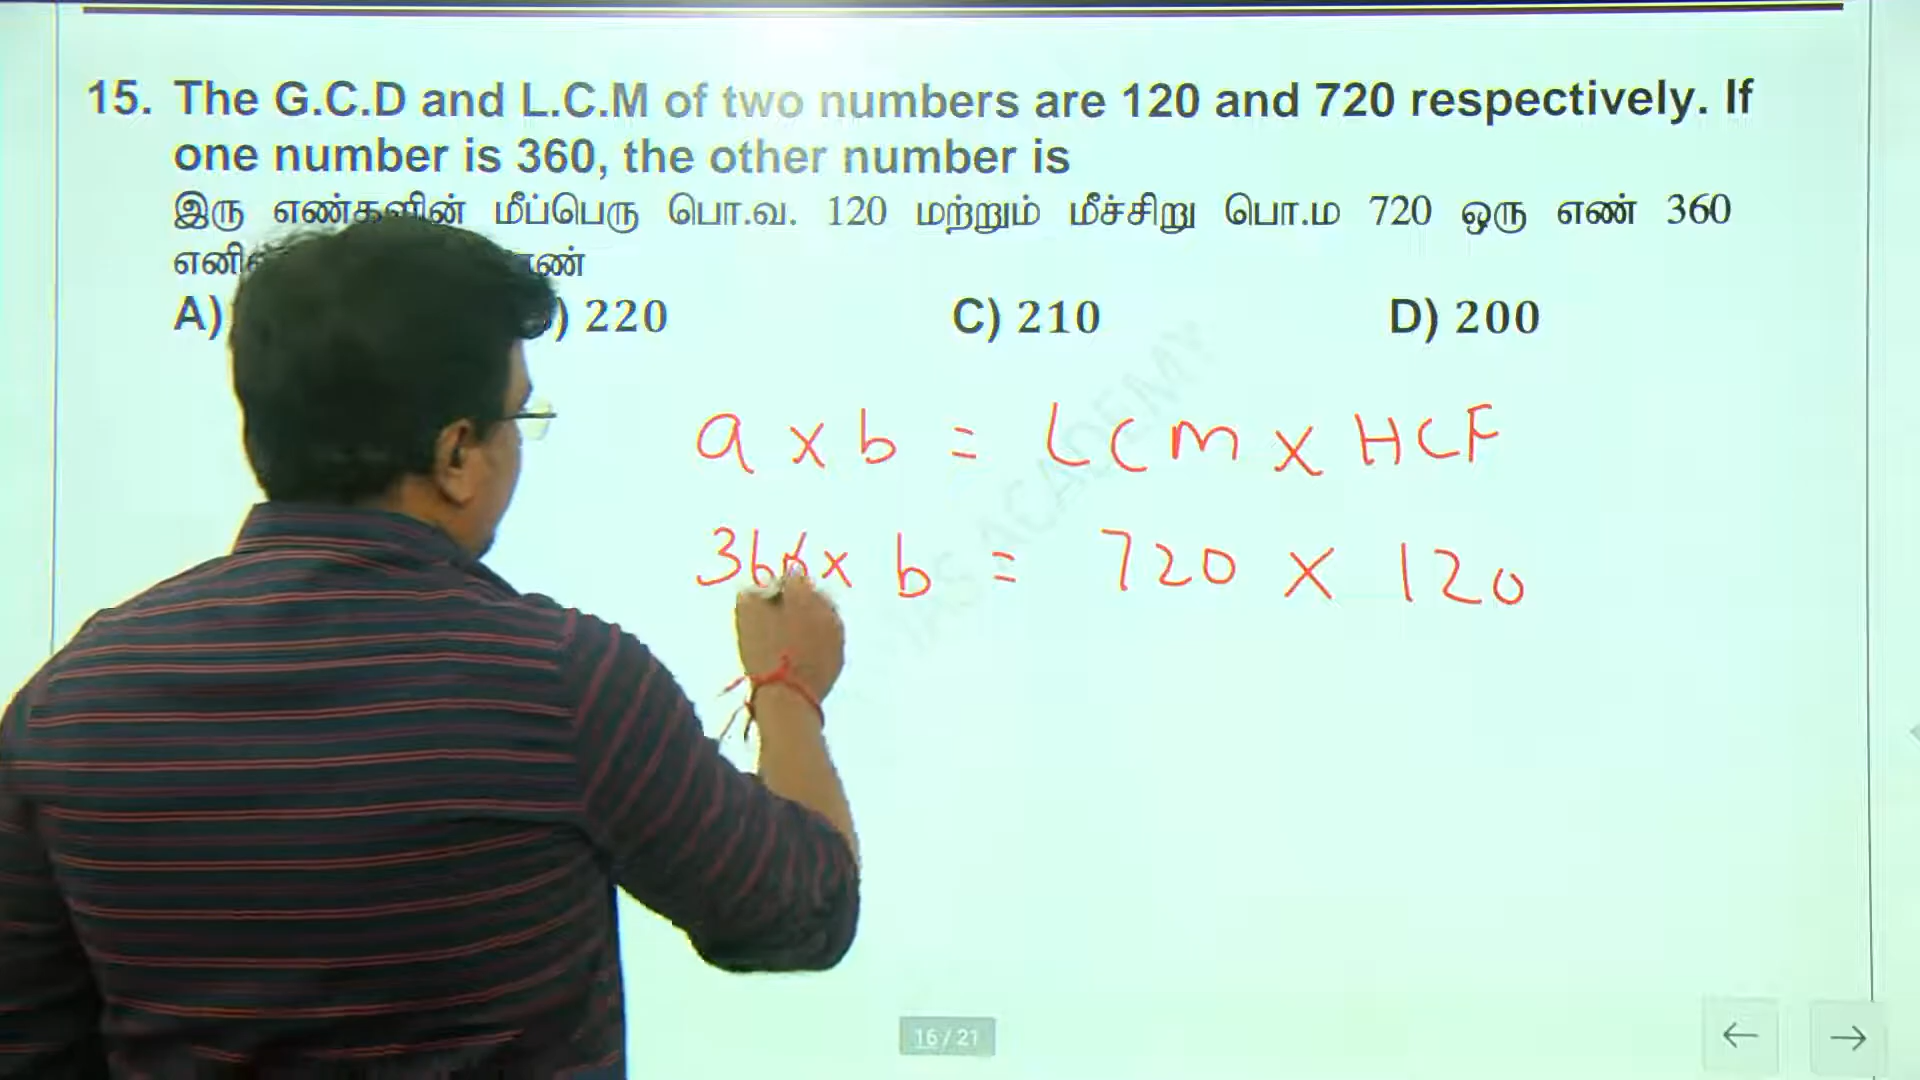 15. The G.C.D and L.C.M of two numbers are 120 and 720 respectively. If
one number is 360, the other number is
இரு எண்களின் மீப்பெரு பொ.வ. 120 மற்றும் மீச்சிறு பொ.ம 720 ஒரு எண் 360
A) 220 C) 210 D) 200
a x b = LCM x HCF
360 x b = 720 x 120
16 / 21